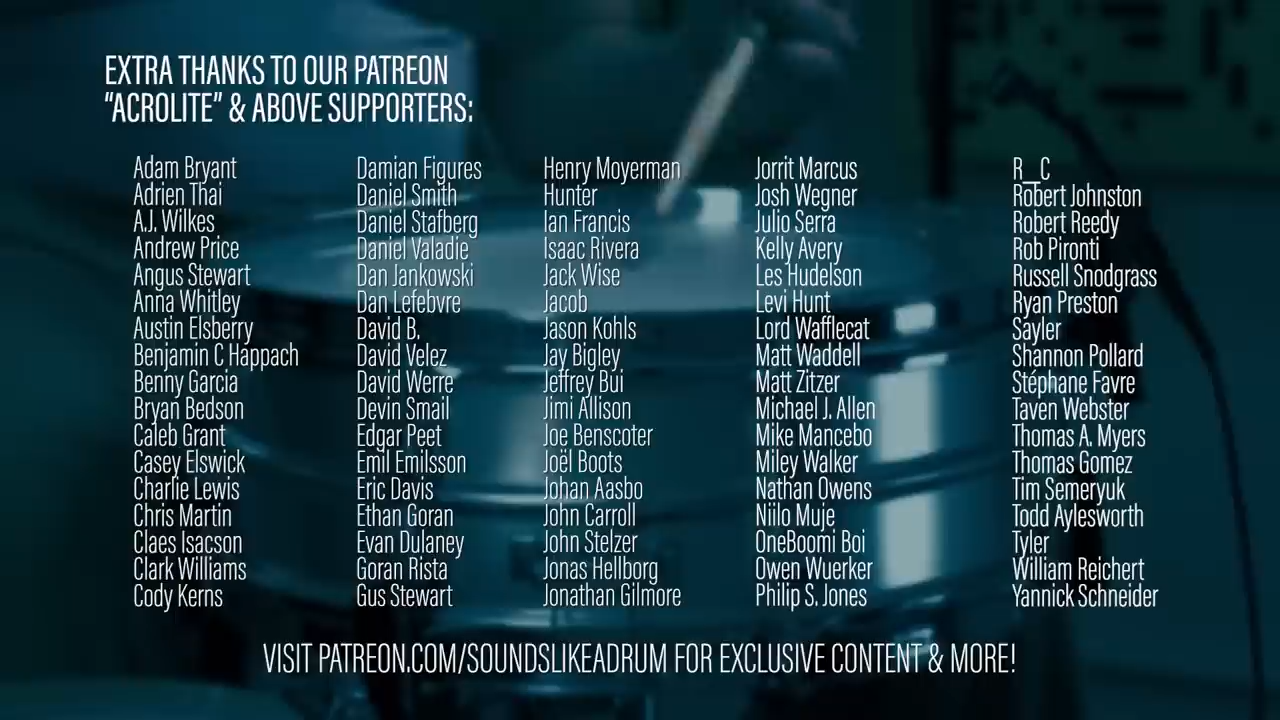 EXTRA THANKS TO OUR PATREON
"ACROLITE" & ABOVE SUPPORTERS:
Adam Bryant
Adrien Thai
A.J. Wilkes
Andrew Price
Angus Stewart
Anna Whitley
Austin Elsberry
Benjamin C Happach
Benny Garcia
Bryan Bedson
Caleb Grant
Casey Elswick
Charlie Lewis
Chris Martin
Claes Isacson
Clark Williams
Cody Kerns
Damian Figures
Daniel Smith
Daniel Stafberg
Daniel Valadie
Dan Jankowski
Dan Lefebvre
David B.
David Velez
David Werre
Devin Smail
Edgar Peet
Emil Emilsson
Eric Davis
Ethan Goran
Evan Dulaney
Goran Rista
Gus Stewart
Henry Moyerman
Hunter
Ian Francis
Isaac Rivera
Jack Wise
Jacob
Jason Kohls
Jay Bigley
Jeffrey Bui
Jimi Allison
Joe Benscoter
Joël Boots
Johan Aasbo
John Carroll
John Stelzer
Jonas Hellborg
Jonathan Gilmore
Jorrit Marcus
Josh Wegner
Julio Serra
Kelly Avery
Les Hudelson
Levi Hunt
Lord Wafflecat
Matt Waddell
Matt Zitzer
Michael J. Allen
Mike Mancebo
Miley Walker
Nathan Owens
Niilo Muje
OneBoomi Boi
Owen Wuerker
Philip S. Jones
R__C
Robert Johnston
Robert Reedy
Rob Pironti
Russell Snodgrass
Ryan Preston
Sayler
Shannon Pollard
Stéphane Favre
Taven Webster
Thomas A. Myers
Thomas Gomez
Tim Semeryuk
Todd Aylesworth
Tyler
William Reichert
Yannick Schneider
VISIT PATREON.COM/SOUNDSLIKEADRUM FOR EXCLUSIVE CONTENT & MORE!